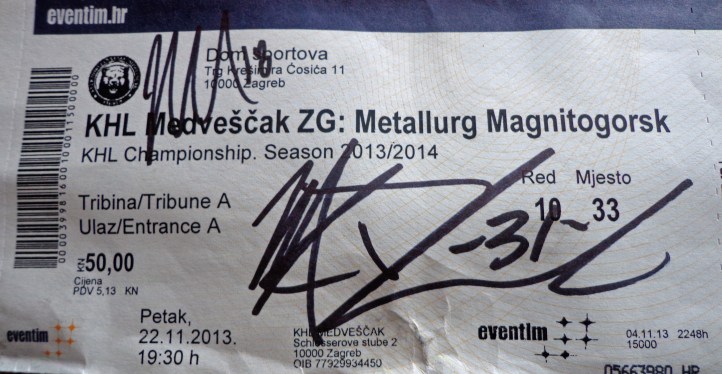 eventim.hr
Dom sportova
Trg Krešimira Ćosića 11
10000 Zagreb
KHL Medveščak ZG: Metallurg Magnitogorsk
KHL Championship. Season 2013/2014
Tribina/Tribune A
Ulaz/Entrance A
Red Mjesto
10 33
-31-
KN 50,00
Cijena
PDV 5,13 KN
Petak,
22.11.2013.
19:30 h
KHL MEDVEŠČAK
Schlosserove stube 2
10000 Zagreb
OIB 77929934450
eventim
eventim
04.11.13 2248h
15000
05663980 HR